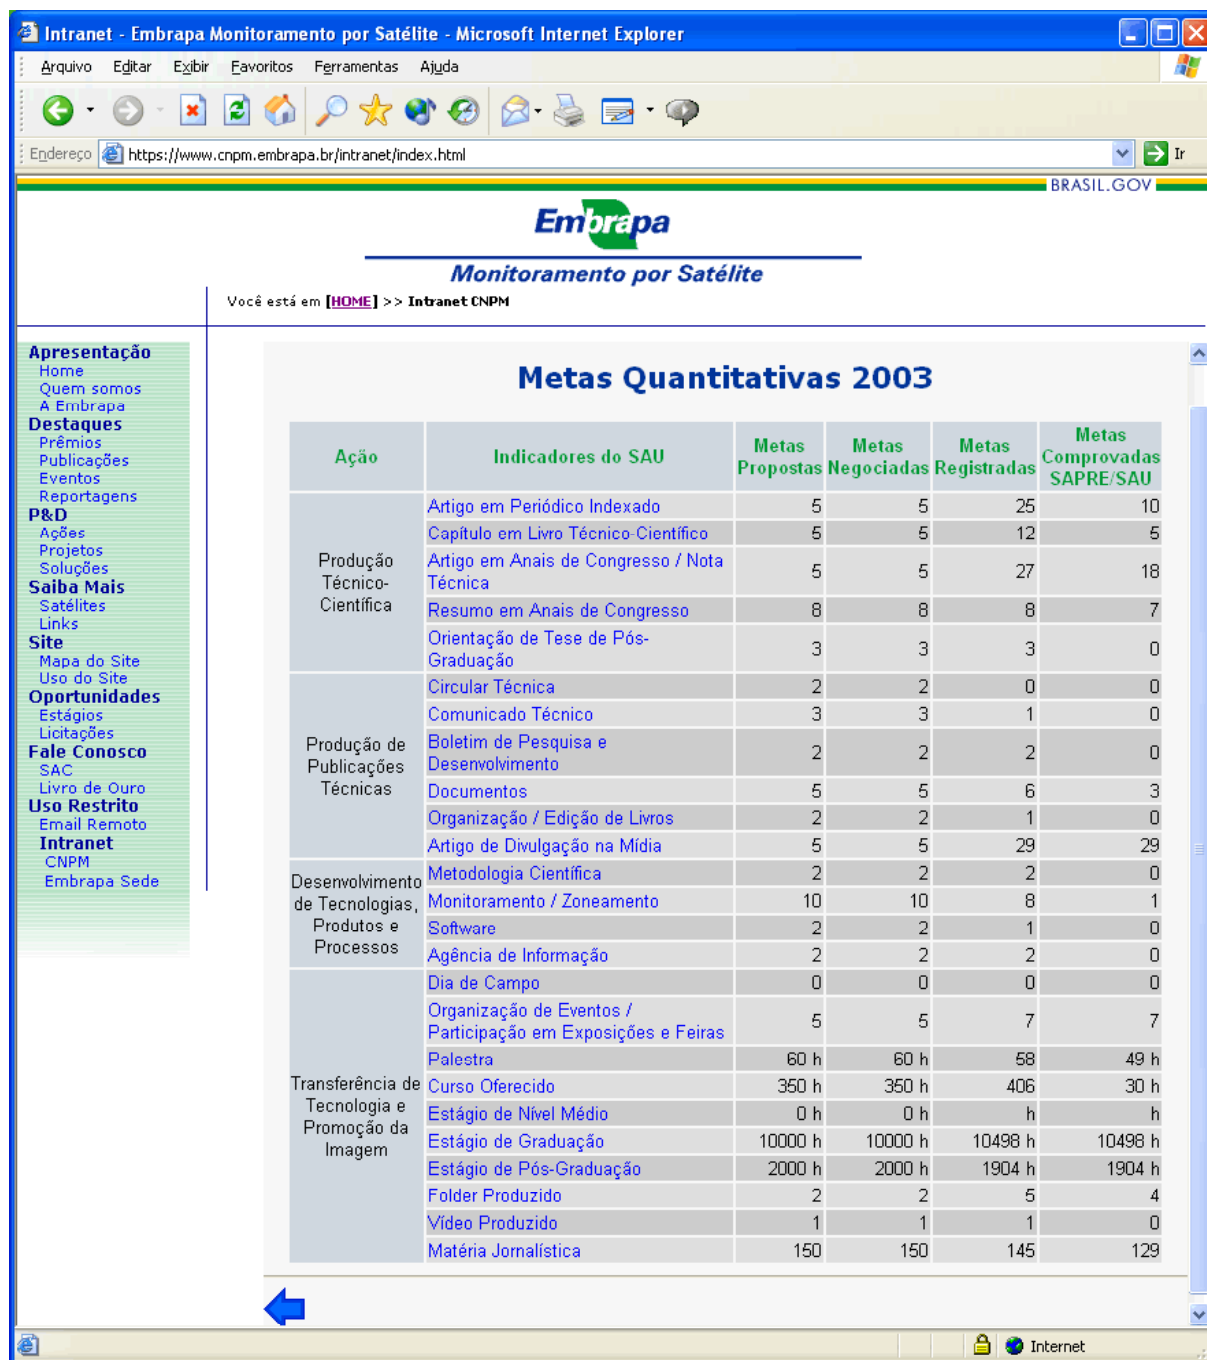 Intranet - Embrapa Monitoramento por Satélite - Microsoft Internet Explorer
Arquivo Editar Exibir Favoritos Ferramentas Ajuda
Endereço https://www.cnpm.embrapa.br/intranet/index.html Ir
BRASIL.GOV
Embrapa
Monitoramento por Satélite
Você está em [HOME] >> Intranet CNPM
Apresentação
Home
Quem somos
A Embrapa
Destaques
Prêmios
Publicações
Eventos
Reportagens
P&D
Ações
Projetos
Soluções
Saiba Mais
Satélites
Links
Site
Mapa do Site
Uso do Site
Oportunidades
Estágios
Licitações
Fale Conosco
SAC
Livro de Ouro
Uso Restrito
Email Remoto
Intranet
CNPM
Embrapa Sede
Metas Quantitativas 2003
Ação Indicadores do SAU Metas Propostas Metas Negociadas Metas Registradas Metas Comprovadas SAPRE/SAU
Produção Técnico-Científica
Artigo em Periódico Indexado 5 5 25 10
Capítulo em Livro Técnico-Científico 5 5 12 5
Artigo em Anais de Congresso / Nota Técnica 5 5 27 18
Resumo em Anais de Congresso 8 8 8 7
Orientação de Tese de Pós-Graduação 3 3 3 0
Produção de Publicações Técnicas
Circular Técnica 2 2 0 0
Comunicado Técnico 3 3 1 0
Boletim de Pesquisa e Desenvolvimento 2 2 2 0
Documentos 5 5 6 3
Organização / Edição de Livros 2 2 1 0
Artigo de Divulgação na Mídia 5 5 29 29
Desenvolvimento de Tecnologias, Produtos e Processos
Metodologia Científica 2 2 2 0
Monitoramento / Zoneamento 10 10 8 1
Software 2 2 1 0
Agência de Informação 2 2 2 0
Transferência de Tecnologia e Promoção da Imagem
Dia de Campo 0 0 0 0
Organização de Eventos / Participação em Exposições e Feiras 5 5 7 7
Palestra 60 h 60 h 58 49 h
Curso Oferecido 350 h 350 h 406 30 h
Estágio de Nível Médio 0 h 0 h h h
Estágio de Graduação 10000 h 10000 h 10498 h 10498 h
Estágio de Pós-Graduação 2000 h 2000 h 1904 h 1904 h
Folder Produzido 2 2 5 4
Vídeo Produzido 1 1 1 0
Matéria Jornalística 150 150 145 129
Internet